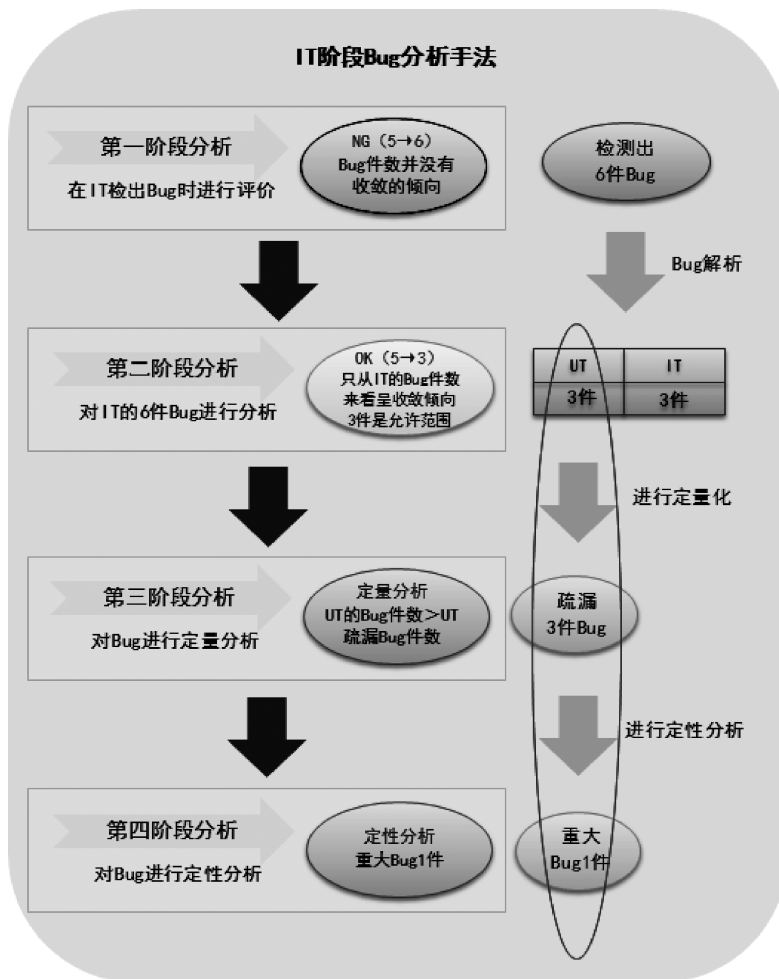 IT阶段Bug分析手法
第一阶段分析
在IT检出Bug时进行评价
NG（5→6）
Bug件数并没有
收敛的倾向
检测出
6件Bug
Bug解析
第二阶段分析
对IT的6件Bug进行分析
OK（5→3）
只从IT的Bug件数
来看呈收敛倾向
3件是允许范围
UT IT
3件 3件
进行定量化
第三阶段分析
对Bug进行定量分析
定量分析
UT的Bug件数＞UT
疏漏Bug件数
疏漏
3件Bug
进行定性分析
第四阶段分析
对Bug进行定性分析
定性分析
重大Bug1件
重大
Bug1件